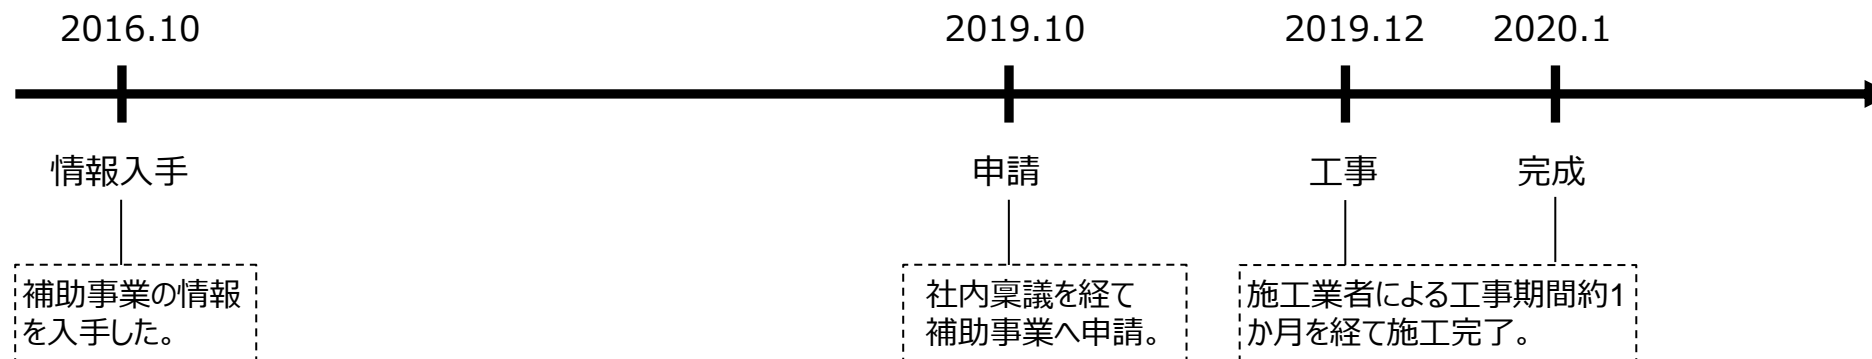 2016.10
2019.10
2019.12
2020.1
情報入手
申請
工事
完成
補助事業の情報
を入手した。
社内稟議を経て
補助事業へ申請。
施工業者による工事期間約1
か月を経て施工完了。